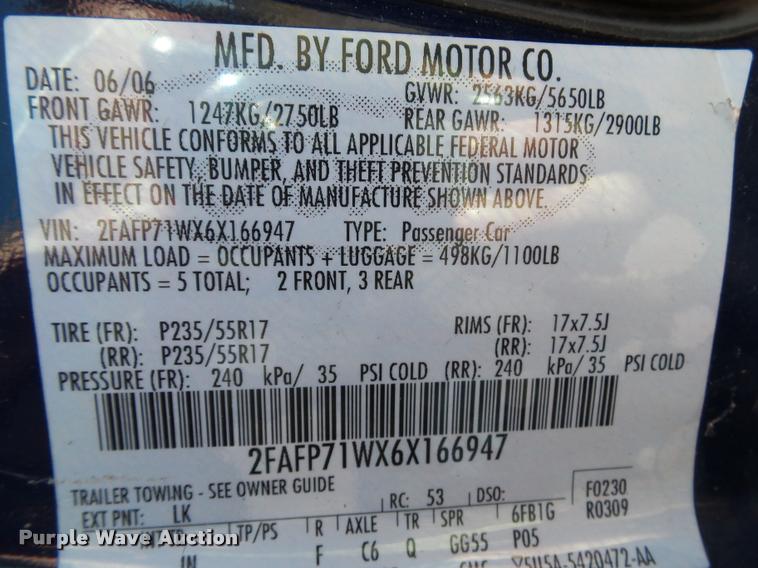 MFD. BY FORD MOTOR CO.
DATE: 06/06 GVWR: 2563KG/5650LB
FRONT GAWR: 1247KG/2750LB REAR GAWR: 1315KG/2900LB
THIS VEHICLE CONFORMS TO ALL APPLICABLE FEDERAL MOTOR
VEHICLE SAFETY, BUMPER, AND THEFT PREVENTION STANDARDS
IN EFFECT ON THE DATE OF MANUFACTURE SHOWN ABOVE.
VIN: 2FAFP71WX6X166947 TYPE: Passenger Car
MAXIMUM LOAD = OCCUPANTS + LUGGAGE = 498KG/1100LB
OCCUPANTS = 5 TOTAL; 2 FRONT, 3 REAR
TIRE (FR): P235/55R17 RIMS (FR): 17x7.5J
(RR): P235/55R17 (RR): 17x7.5J
PRESSURE (FR): 240 kPa/ 35 PSI COLD (RR): 240 kPa/ 35 PSI COLD
2FAFP71WX6X166947
TRAILER TOWING - SEE OWNER GUIDE
EXT PNT: LK RC: 53 DSO: F0230
R0309
TP/PS R AXLE TR SPR 6FB1G
F C6 Q GG55 P05
5U5A-5420472-AA
Purple Wave Auction